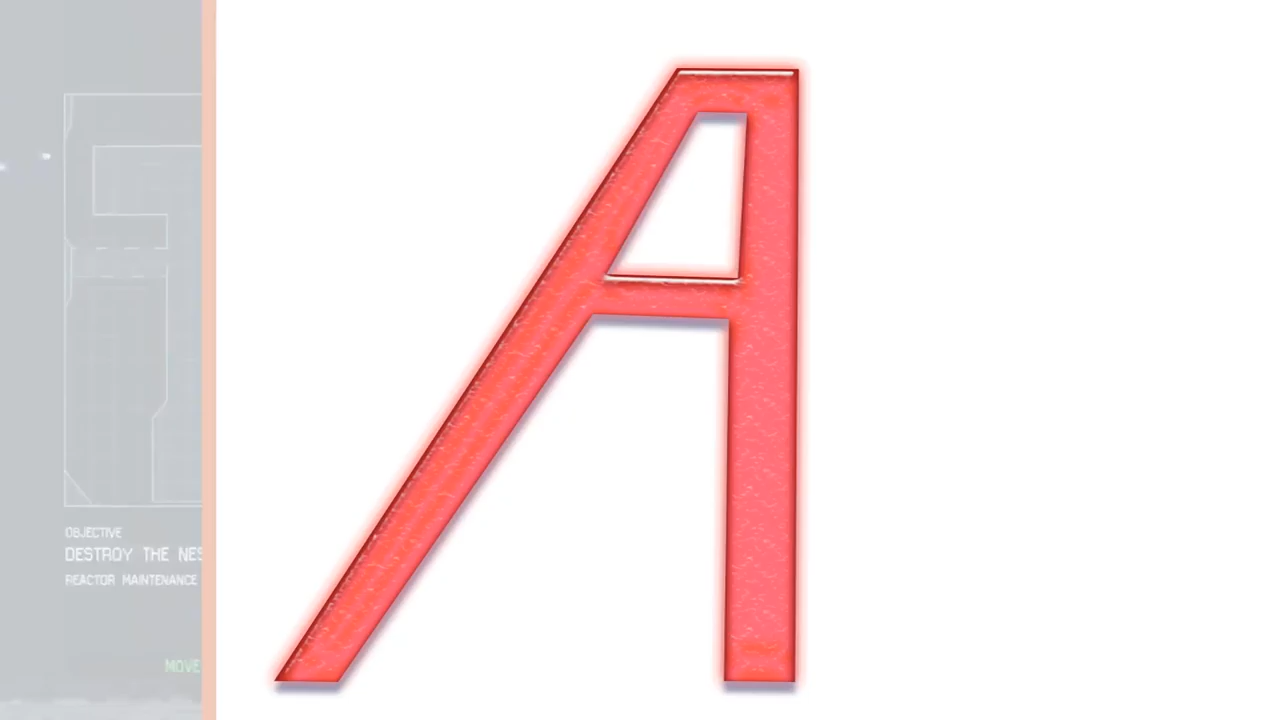 A
OBJECTIVE
DESTROY THE NES
REACTOR MAINTENANCE
MOVE